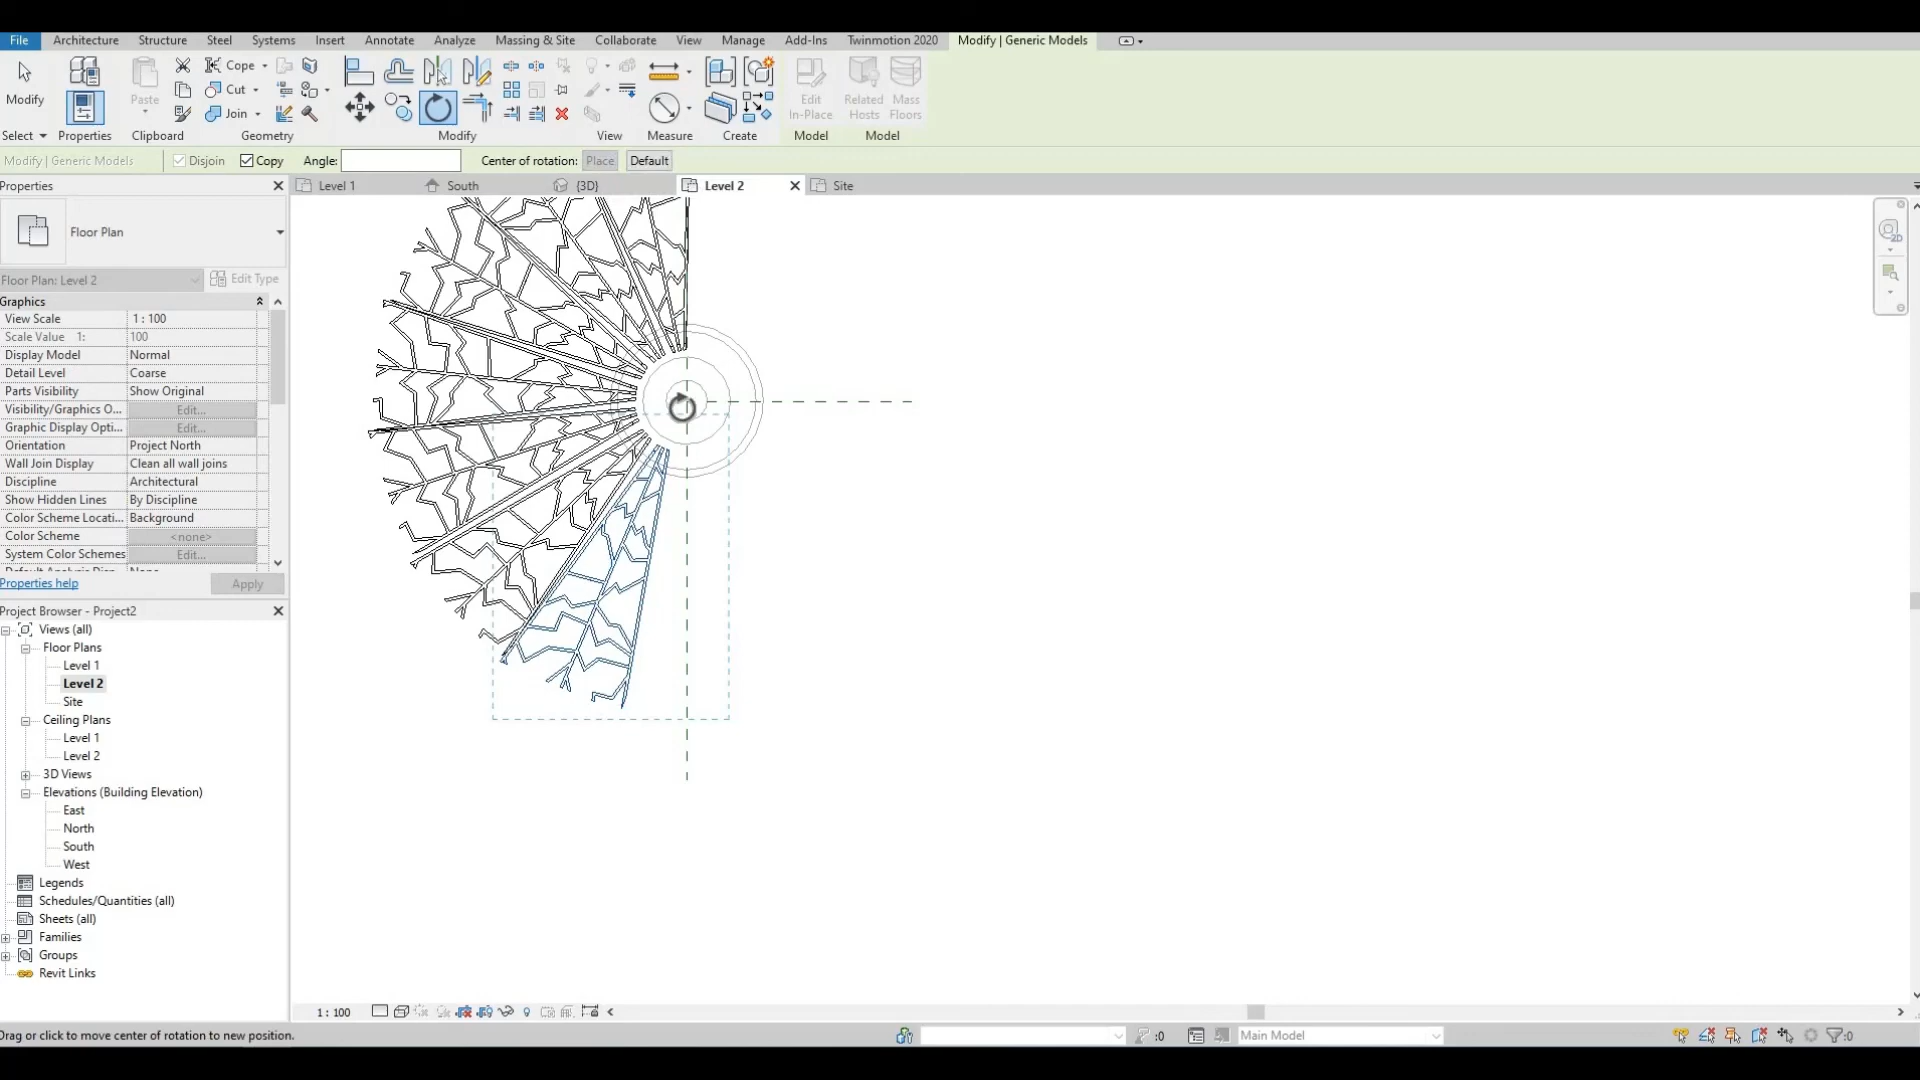 File Architecture Structure Steel Systems Insert Annotate Analyze Massing & Site Collaborate View Manage Add-Ins Twinmotion 2020 Modify | Generic Models
Cope
Cut
Join
Modify
Paste
Edit
In-Place
Related
Hosts
Mass
Floors
Select Properties Clipboard Geometry Modify View Measure Create Model Model
Modify | Generic Models Disjoin Copy Angle: Center of rotation: Place Default
Properties
Level 1 South {3D} Level 2 Site
2D
Floor Plan
Floor Plan: Level 2 Edit Type
Graphics
View Scale 1 : 100
Scale Value 1: 100
Display Model Normal
Detail Level Coarse
Parts Visibility Show Original
Visibility/Graphics O... Edit...
Graphic Display Opti... Edit...
Orientation Project North
Wall Join Display Clean all wall joins
Discipline Architectural
Show Hidden Lines By Discipline
Color Scheme Locati... Background
Color Scheme <none>
System Color Schemes Edit...
Properties help Apply
Project Browser - Project2
Views (all)
Floor Plans
Level 1
Level 2
Site
Ceiling Plans
Level 1
Level 2
3D Views
Elevations (Building Elevation)
East
North
South
West
Legends
Schedules/Quantities (all)
Sheets (all)
Families
Groups
Revit Links
1 : 100
Drag or click to move center of rotation to new position. :0 Main Model :0